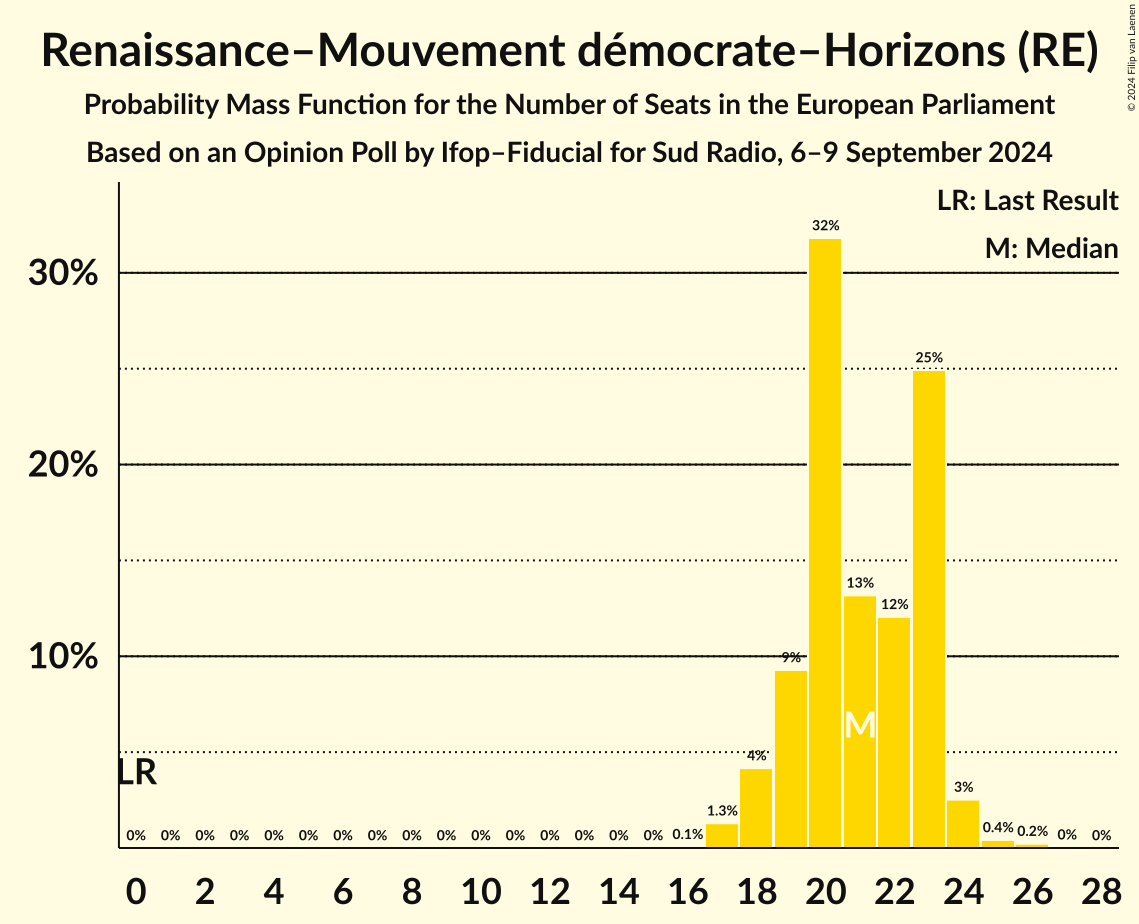 Renaissance–Mouvement démocrate–Horizons (RE)
Probability Mass Function for the Number of Seats in the European Parliament
Based on an Opinion Poll by Ifop–Fiducial for Sud Radio, 6–9 September 2024
© 2024 Filip van Laenen
LR: Last Result
M: Median
32%
30%
25%
20%
13%
12%
10%
9%
M
4%
LR
3%
1.3%
0% 0% 0% 0% 0% 0% 0% 0% 0% 0% 0% 0% 0% 0% 0% 0% 0.1% 0.4% 0.2% 0% 0%
0 2 4 6 8 10 12 14 16 18 20 22 24 26 28